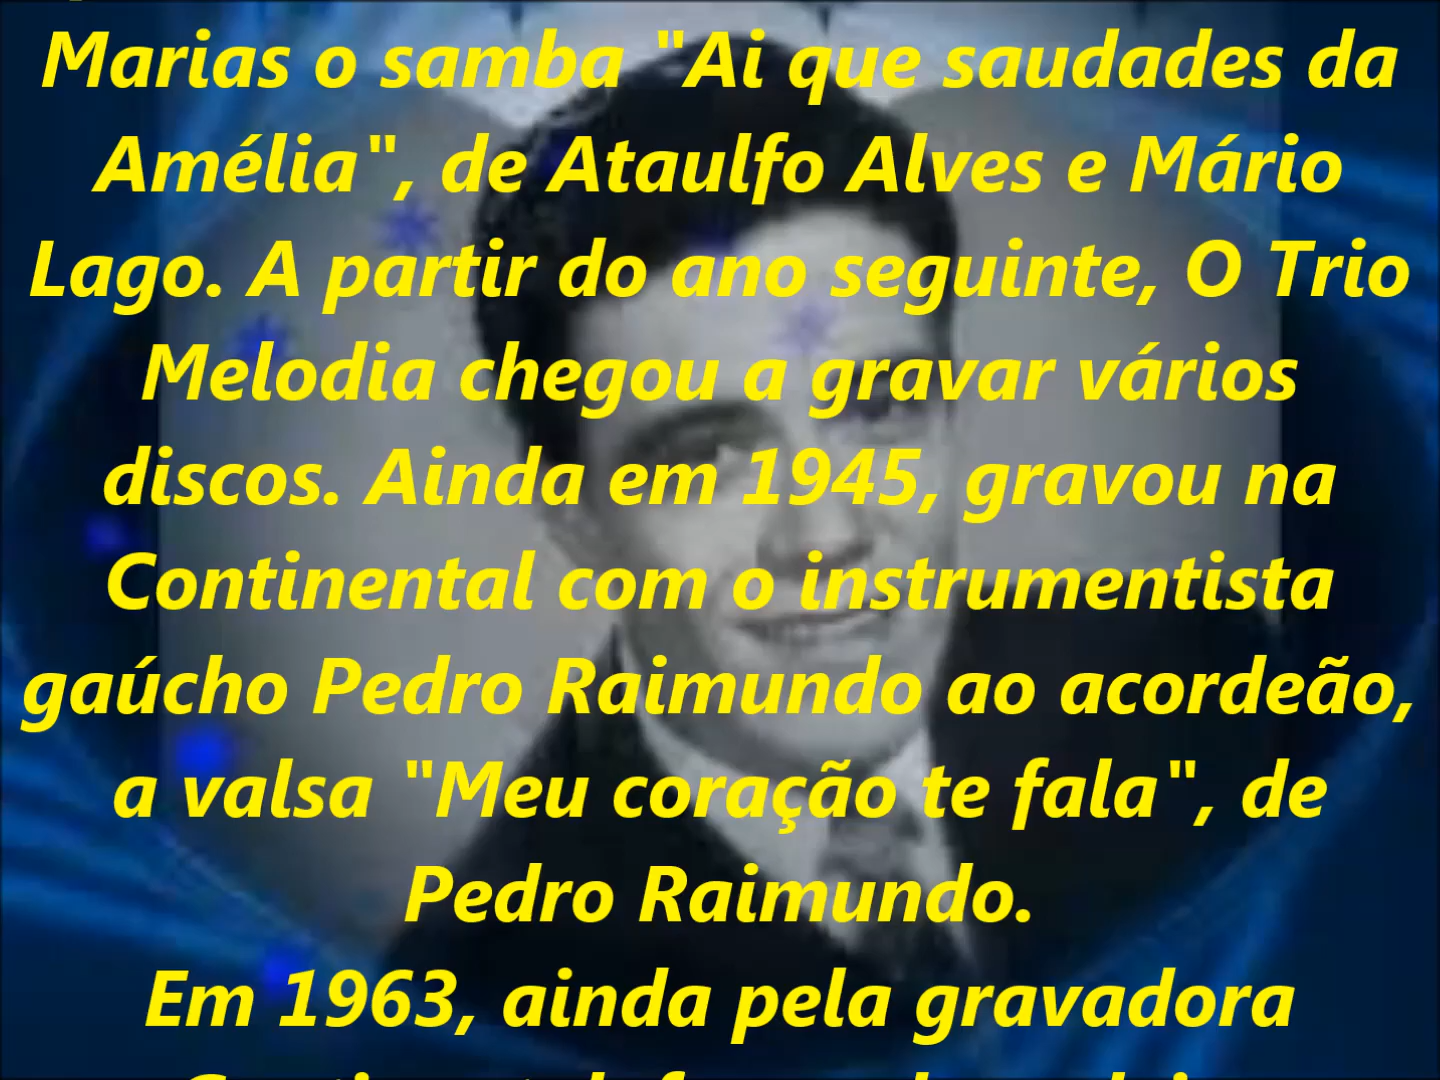 Marias o samba "Ai que saudades da
Amélia", de Ataulfo Alves e Mário
Lago. A partir do ano seguinte, O Trio
Melodia chegou a gravar vários
discos. Ainda em 1945, gravou na
Continental com o instrumentista
gaúcho Pedro Raimundo ao acordeão,
a valsa "Meu coração te fala", de
Pedro Raimundo.
Em 1963, ainda pela gravadora